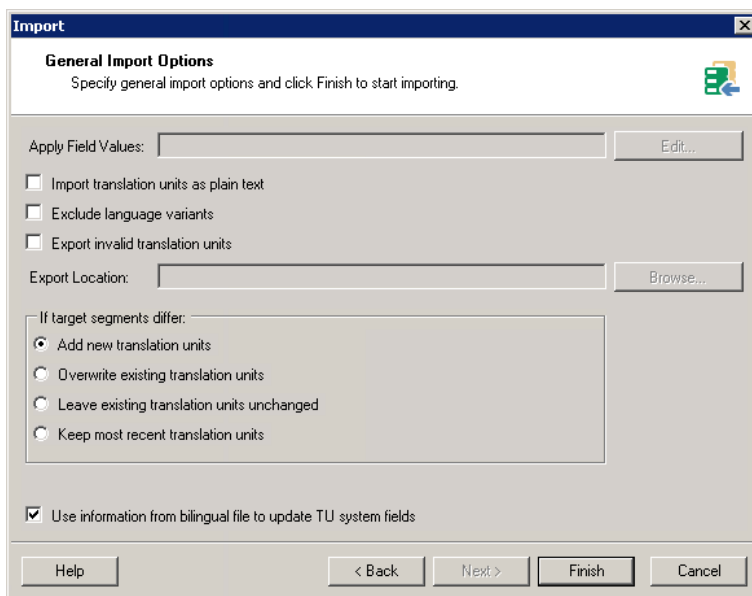 Import
General Import Options
Specify general import options and click Finish to start importing.
Apply Field Values:
Edit...
Import translation units as plain text
Exclude language variants
Export invalid translation units
Export Location:
Browse...
If target segments differ:
Add new translation units
Overwrite existing translation units
Leave existing translation units unchanged
Keep most recent translation units
Use information from bilingual file to update TU system fields
Help
< Back
Next >
Finish
Cancel